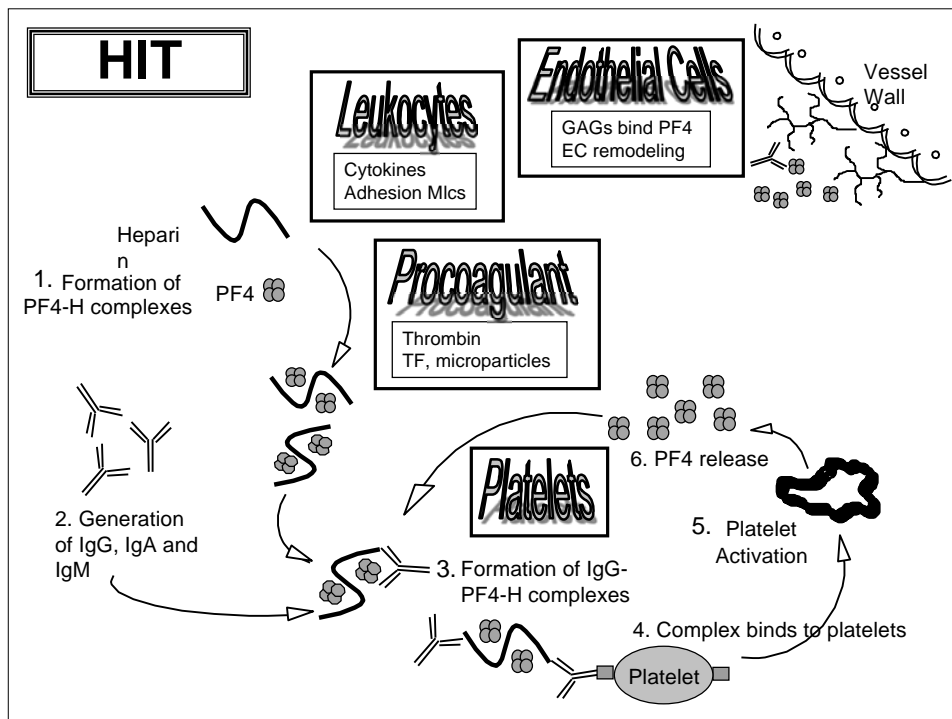 HIT
Leukocytes
Cytokines
Adhesion Mlcs
Endothelial Cells
GAGs bind PF4
EC remodeling
Vessel
Wall
Hepari
n
1. Formation of
PF4-H complexes
PF4
Procoagulant
Thrombin
TF, microparticles
2. Generation
of IgG, IgA and
IgM
Platelets
3. Formation of IgG-
PF4-H complexes
4. Complex binds to platelets
Platelet
5. Platelet
Activation
6. PF4 release